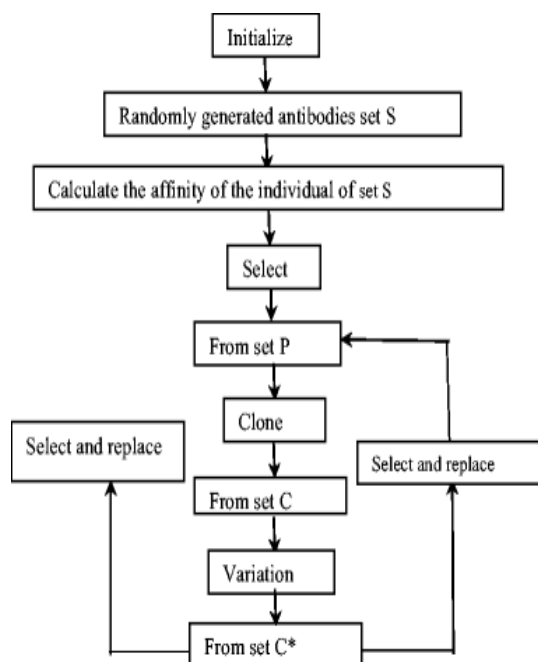 Initialize
Randomly generated antibodies set S
Calculate the affinity of the individual of set S
Select
From set P
Clone
Select and replace
Select and replace
From set C
Variation
From set C*